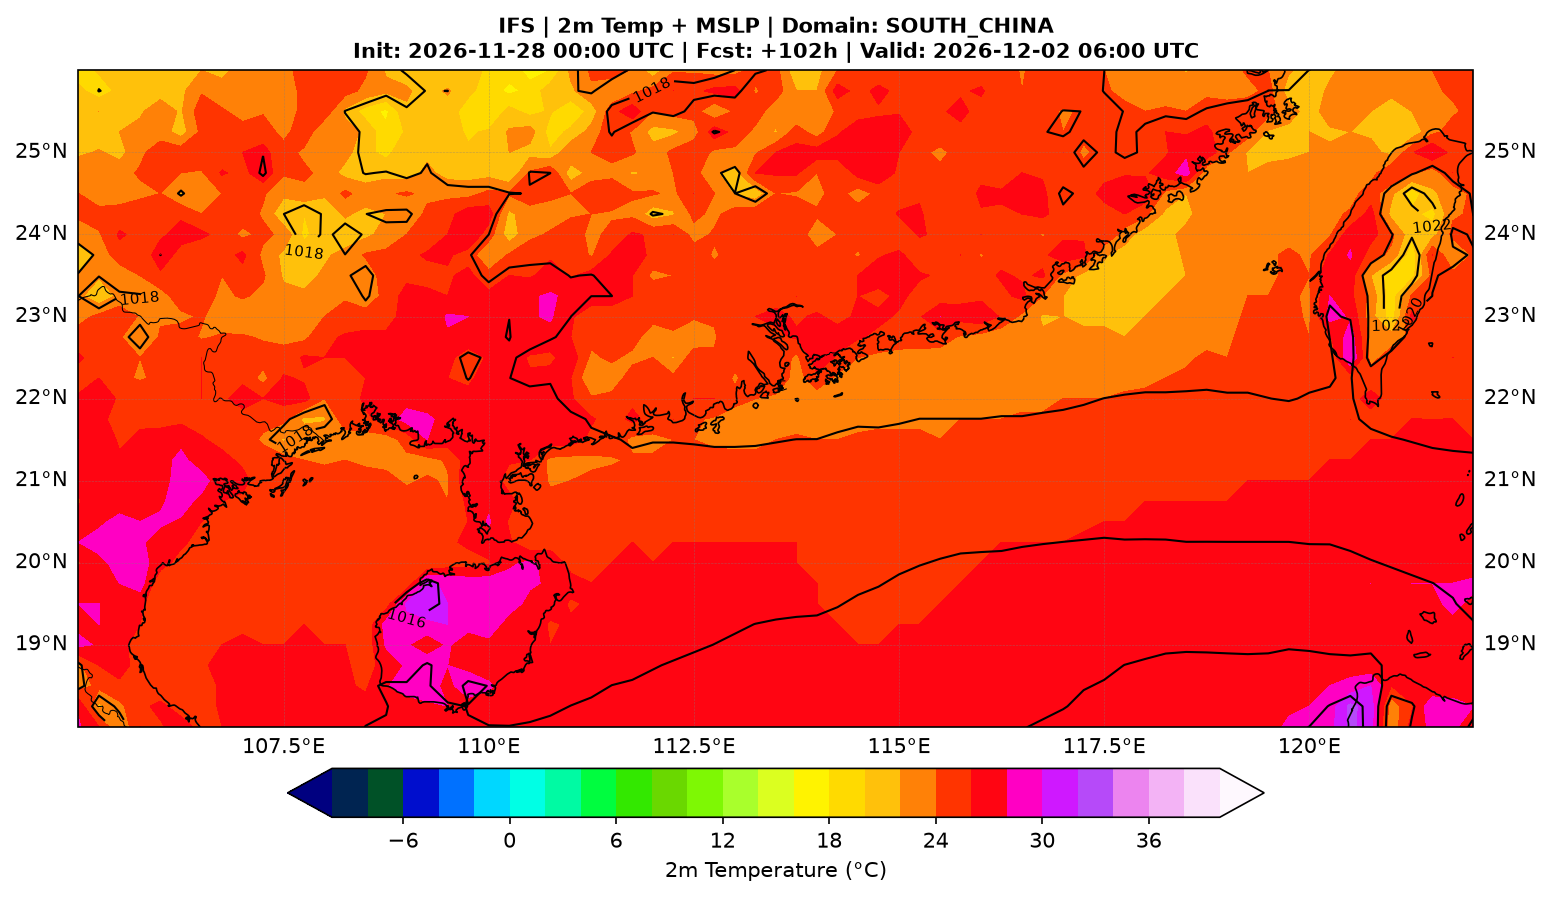 IFS | 2m Temp + MSLP | Domain: SOUTH_CHINA
Init: 2026-11-28 00:00 UTC | Fcst: +102h | Valid: 2026-12-02 06:00 UTC
1018
25°N 25°N
24°N 1018 1022 24°N
1018
23°N 1020 1020 23°N
22°N 22°N
1018
21°N 21°N
20°N 20°N
1016
19°N 19°N
107.5°E 110°E 112.5°E 115°E 117.5°E 120°E
−6 0 6 12 18 24 30 36
2m Temperature (°C)